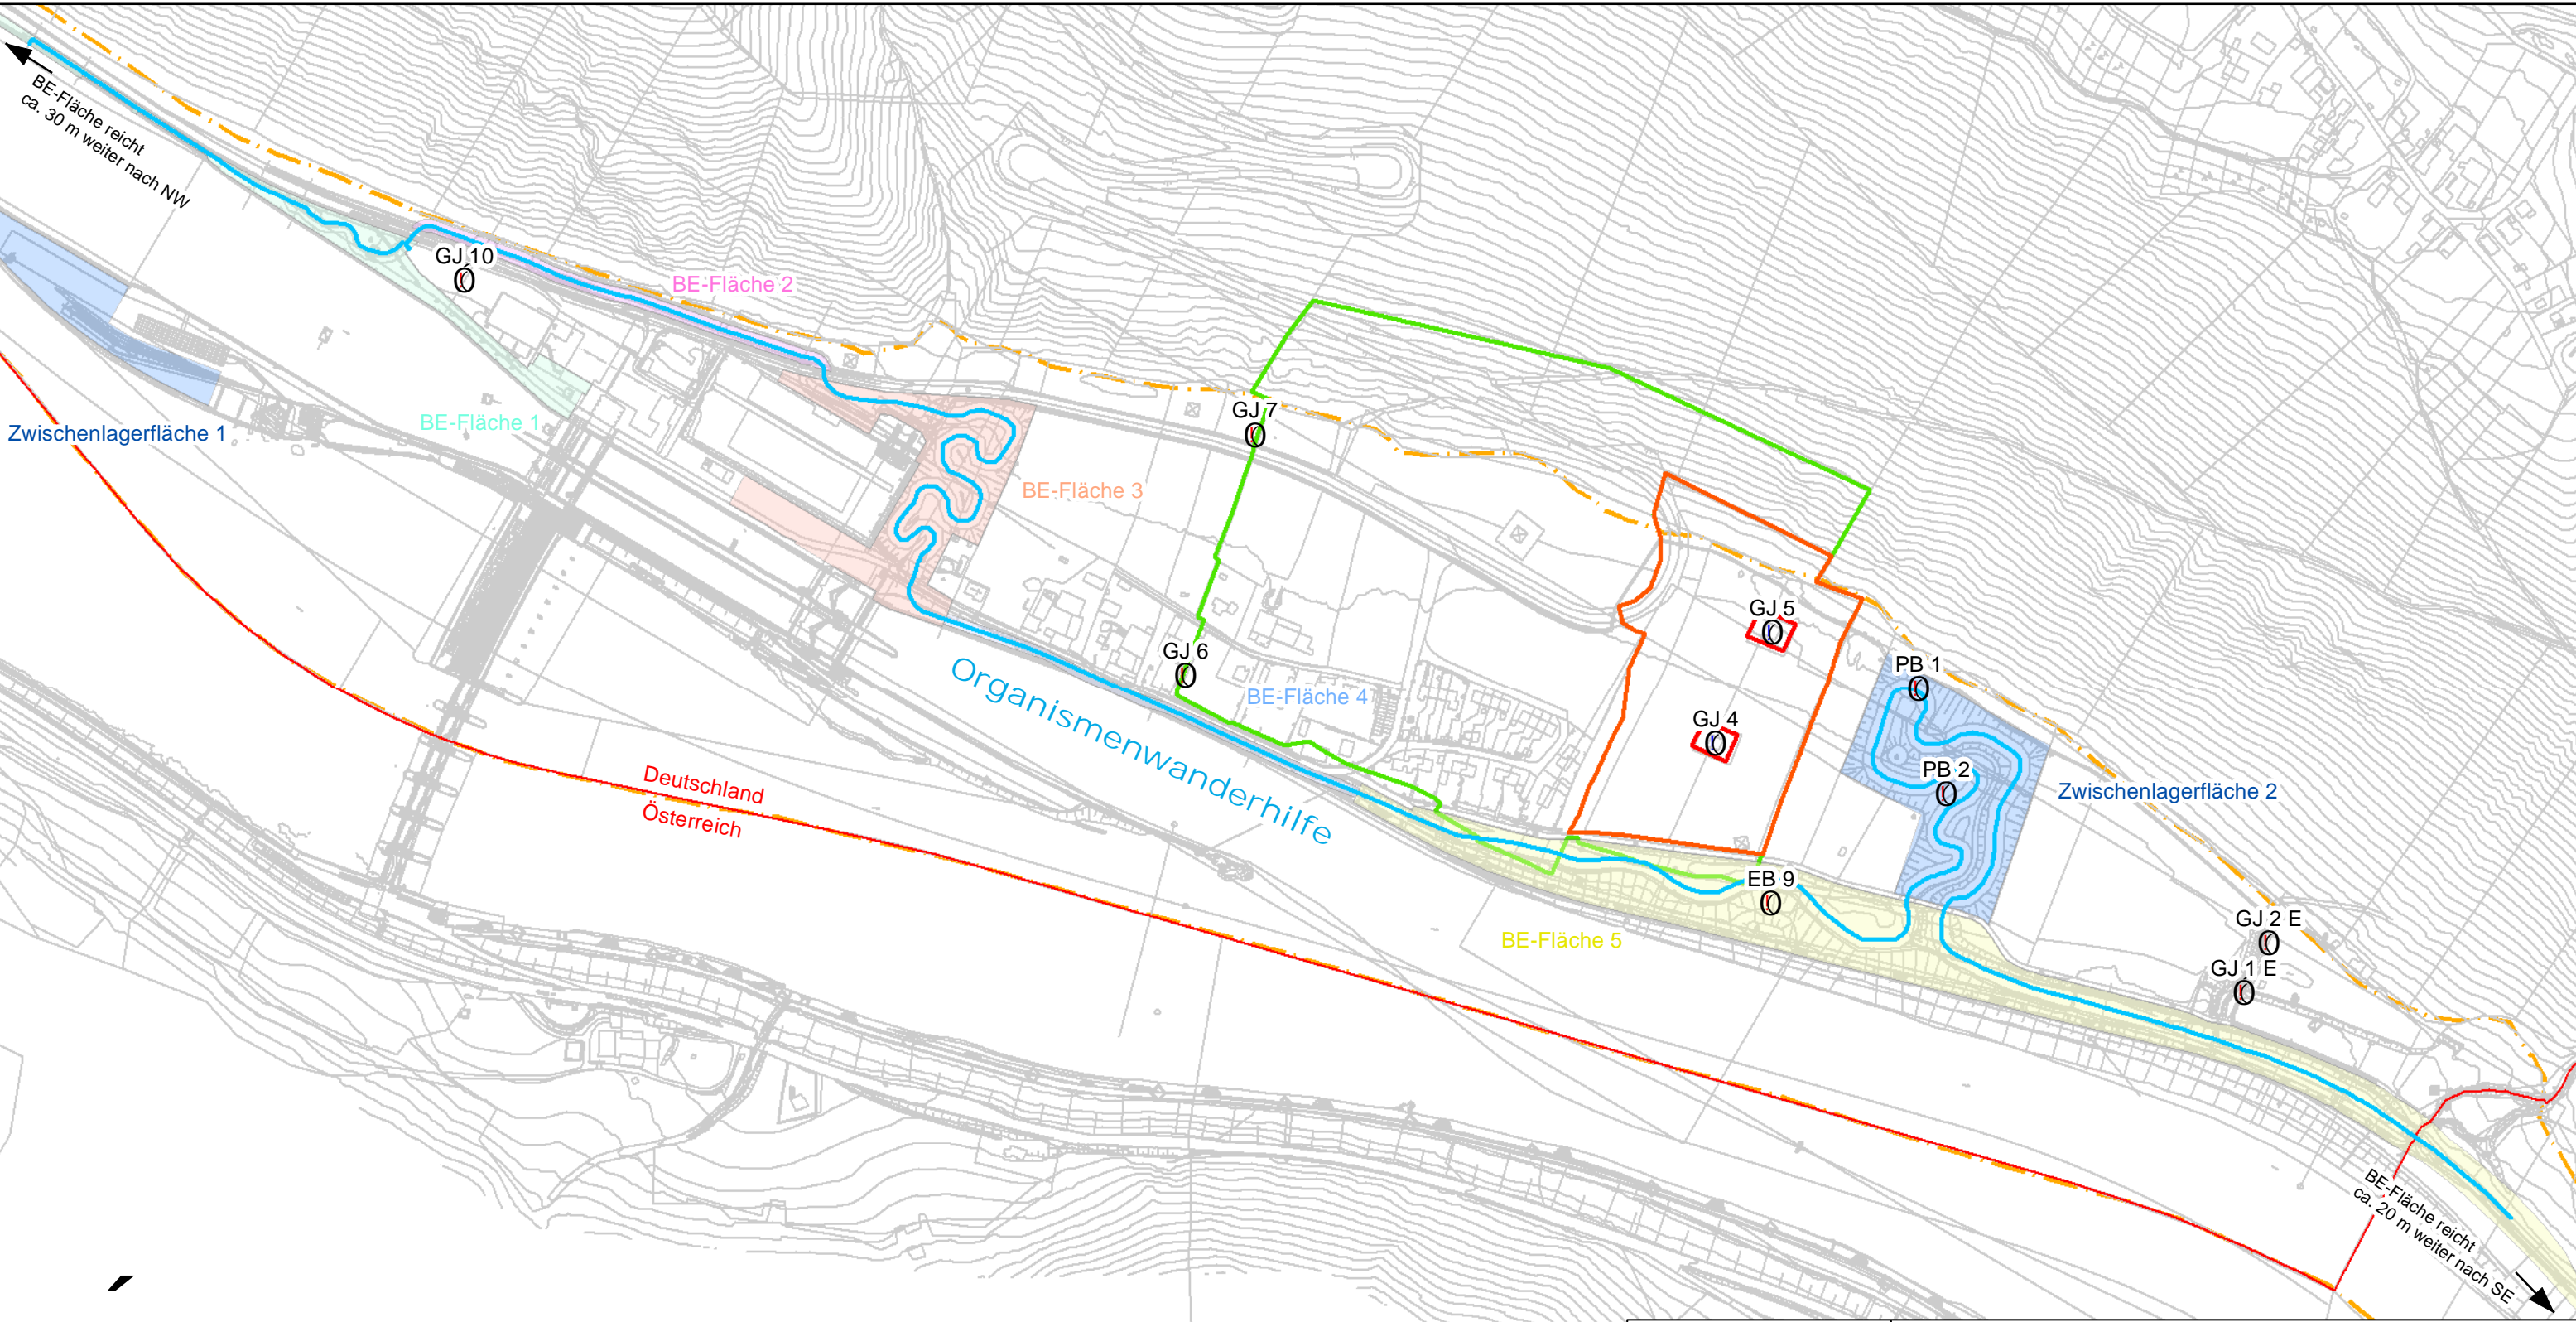 BE-Fläche reicht
ca. 30 m weiter nach NW
GJ 10
BE-Fläche 2
BE-Fläche 1
Zwischenlagerfläche 1
GJ 7
BE-Fläche 3
GJ 5
GJ 6
PB 1
BE-Fläche 4
GJ 4
Organismenwanderhilfe
PB 2
Zwischenlagerfläche 2
Deutschland
Österreich
EB 9
BE-Fläche 5
GJ 2 E
GJ 1 E
BE-Fläche reicht
ca. 20 m weiter nach SE